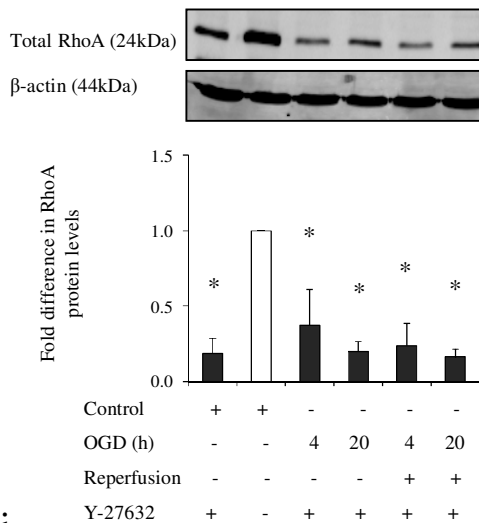 Total RhoA (24kDa)
β-actin (44kDa)
Fold difference in RhoA
protein levels
1.5
1.0
0.5
0.0
* * * * *
Control + + - - - -
OGD (h) - - 4 20 4 20
Reperfusion - - - - + +
Y-27632 + - + + + +